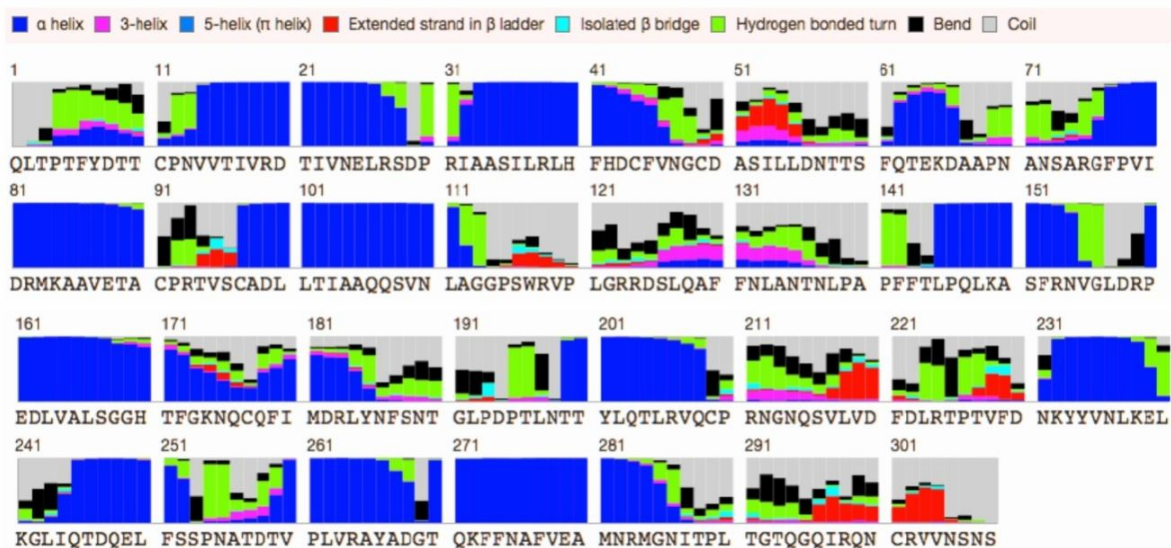 α helix 3-helix 5-helix (π helix) Extended strand in β ladder Isolated β bridge Hydrogen bonded turn Bend Coil
1 11 21 31 41 51 61 71
QLTPTFYDTT CPNVVTIVRD TIVNELRSDP RIAASILRLH FHDCFVNGCD ASILLDNTTS FQTEKDAAPN ANSARGFPVI
81 91 101 111 121 131 141 151
DRMKAAVETA CPRTVSCADL LTIAAQQSVN LAGGPSWRVP LGRRDSLQAF FNLANTNLPA PFFTLPQLKA SFRNVGLDRP
161 171 181 191 201 211 221 231
EDLVALSGGH TFGKNQCQFI MDRLYNFSNT GLPDPTLNTT YLQTLRVQCP RNGNQSVLVD FDLRTPTVFD NKYYVNLKEL
241 251 261 271 281 291 301
KGLIQTDQEL FSSPNATDTV PLVRAYADGT QKFFNAFVEA MNRMGNITPL TGTQGQIRQN CRVVNSNS